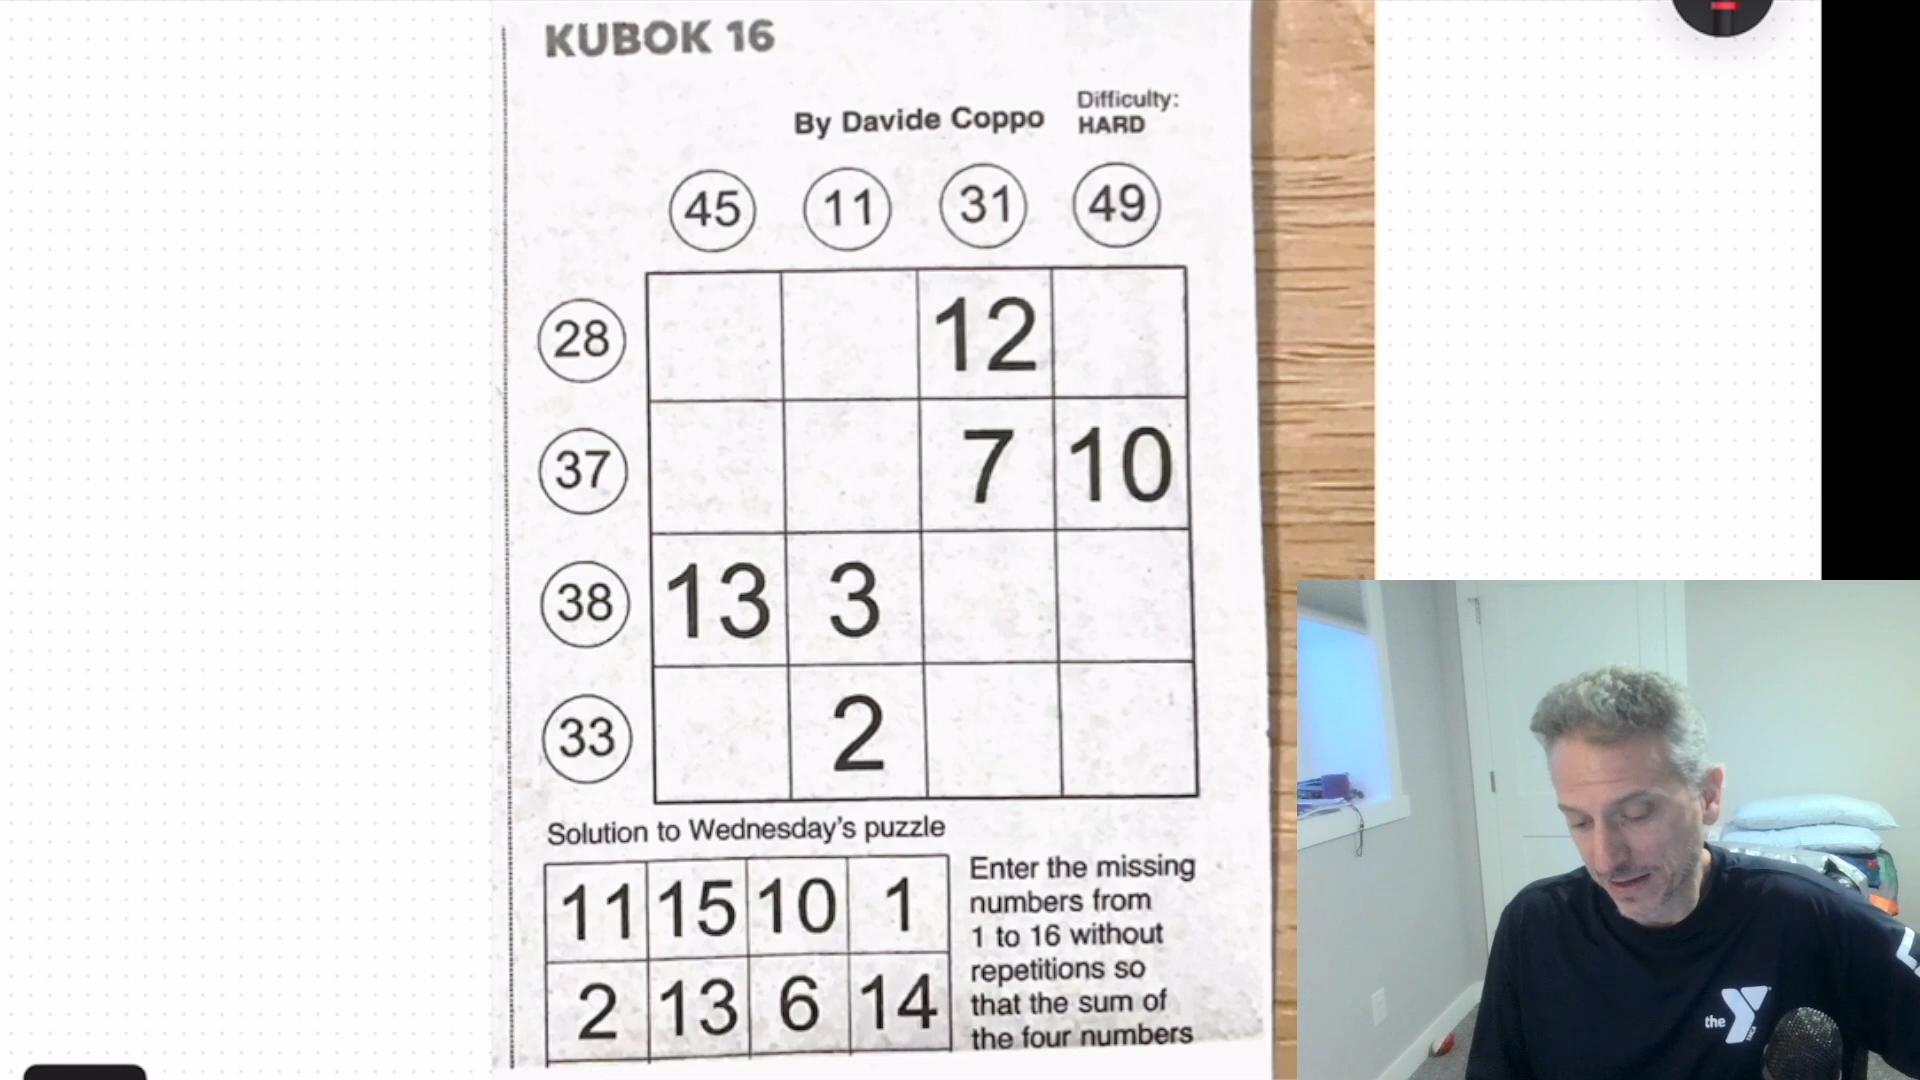 KUBOK 16
By Davide Coppo
Difficulty:
HARD
45 11 31 49
28 12
37 7 10
38 13 3
33 2
Solution to Wednesday's puzzle
11 15 10 1
2 13 6 14
Enter the missing
numbers from
1 to 16 without
repetitions so
that the sum of
the four numbers
the Y